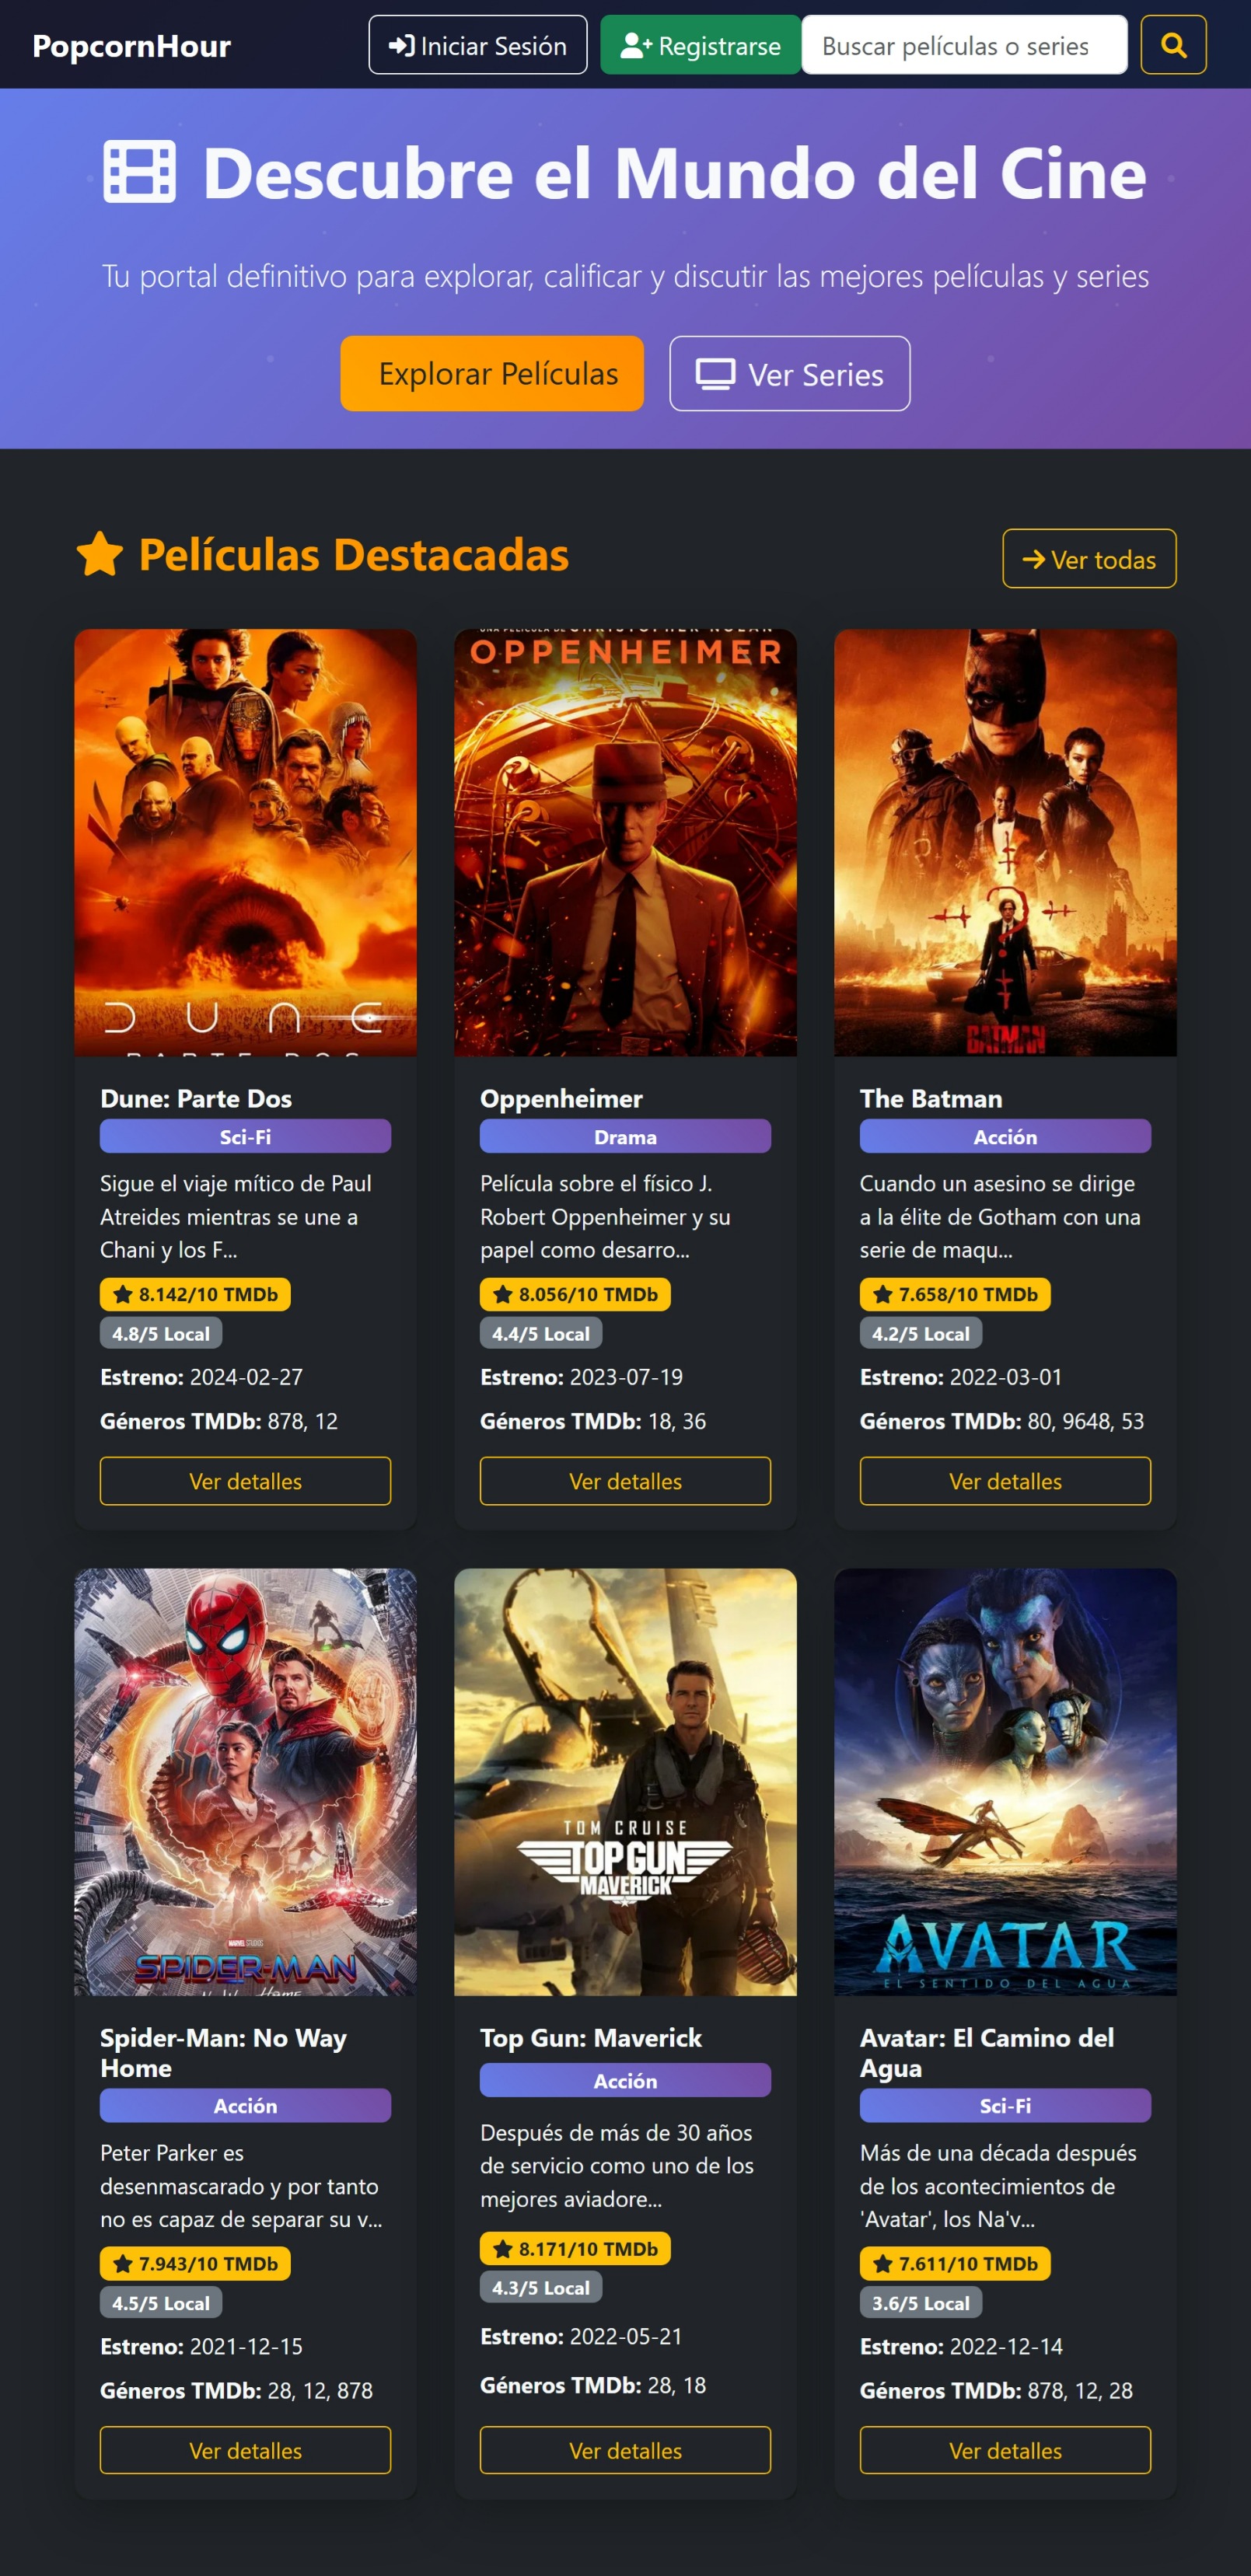 PopcornHour
Iniciar Sesión
Registrarse
Buscar películas o series
Descubre el Mundo del Cine
Tu portal definitivo para explorar, calificar y discutir las mejores películas y series
Explorar Películas
Ver Series
Películas Destacadas
Ver todas
DUNE
PARTE DOS
Dune: Parte Dos
Sci-Fi
Sigue el viaje mítico de Paul
Atreides mientras se une a
Chani y los F...
8.142/10 TMDb
4.8/5 Local
Estreno: 2024-02-27
Géneros TMDb: 878, 12
Ver detalles
UNA PELÍCULA DE CHRISTOPHER NOLAN
OPPENHEIMER
Oppenheimer
Drama
Película sobre el físico J.
Robert Oppenheimer y su
papel como desarro...
8.056/10 TMDb
4.4/5 Local
Estreno: 2023-07-19
Géneros TMDb: 18, 36
Ver detalles
BATMAN
The Batman
Acción
Cuando un asesino se dirige
a la élite de Gotham con una
serie de maqu...
7.658/10 TMDb
4.2/5 Local
Estreno: 2022-03-01
Géneros TMDb: 80, 9648, 53
Ver detalles
MARVEL STUDIOS
SPIDER-MAN
No Way Home
Spider-Man: No Way
Home
Acción
Peter Parker es
desenmascarado y por tanto
no es capaz de separar su v...
7.943/10 TMDb
4.5/5 Local
Estreno: 2021-12-15
Géneros TMDb: 28, 12, 878
Ver detalles
TOM CRUISE
TOP GUN
MAVERICK
Top Gun: Maverick
Acción
Después de más de 30 años
de servicio como uno de los
mejores aviadore...
8.171/10 TMDb
4.3/5 Local
Estreno: 2022-05-21
Géneros TMDb: 28, 18
Ver detalles
AVATAR
EL SENTIDO DEL AGUA
Avatar: El Camino del
Agua
Sci-Fi
Más de una década después
de los acontecimientos de
'Avatar', los Na'v...
7.611/10 TMDb
3.6/5 Local
Estreno: 2022-12-14
Géneros TMDb: 878, 12, 28
Ver detalles